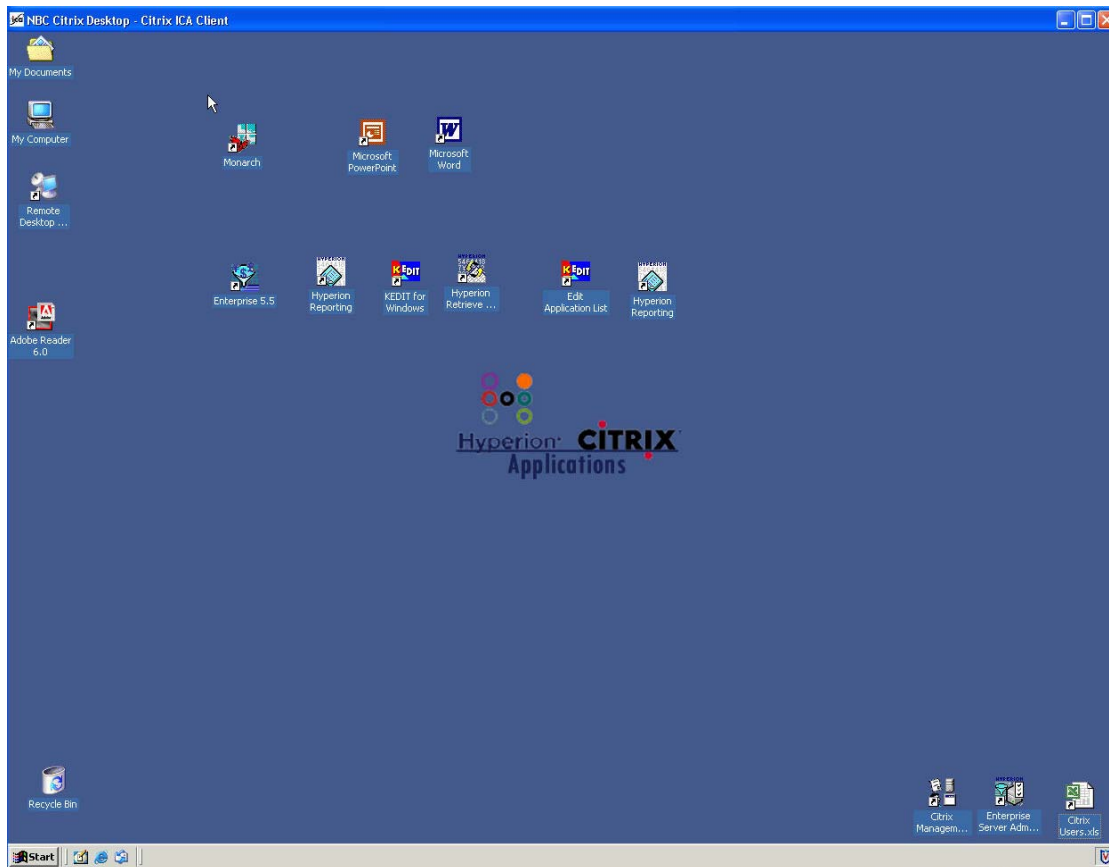 NBC Citrix Desktop - Citrix ICA Client
My Documents
My Computer
Remote
Desktop ...
Adobe Reader
6.0
Monarch
Microsoft
PowerPoint
Microsoft
Word
Enterprise 5.5
Hyperion
Reporting
KEDIT for
Windows
Hyperion
Retrieve ...
Edit
Application List
Hyperion
Reporting
Hyperion CİTRIX
Applications
Recycle Bin
Citrix
Managem...
Enterprise
Server Adm...
Citrix
Users.xls
Start